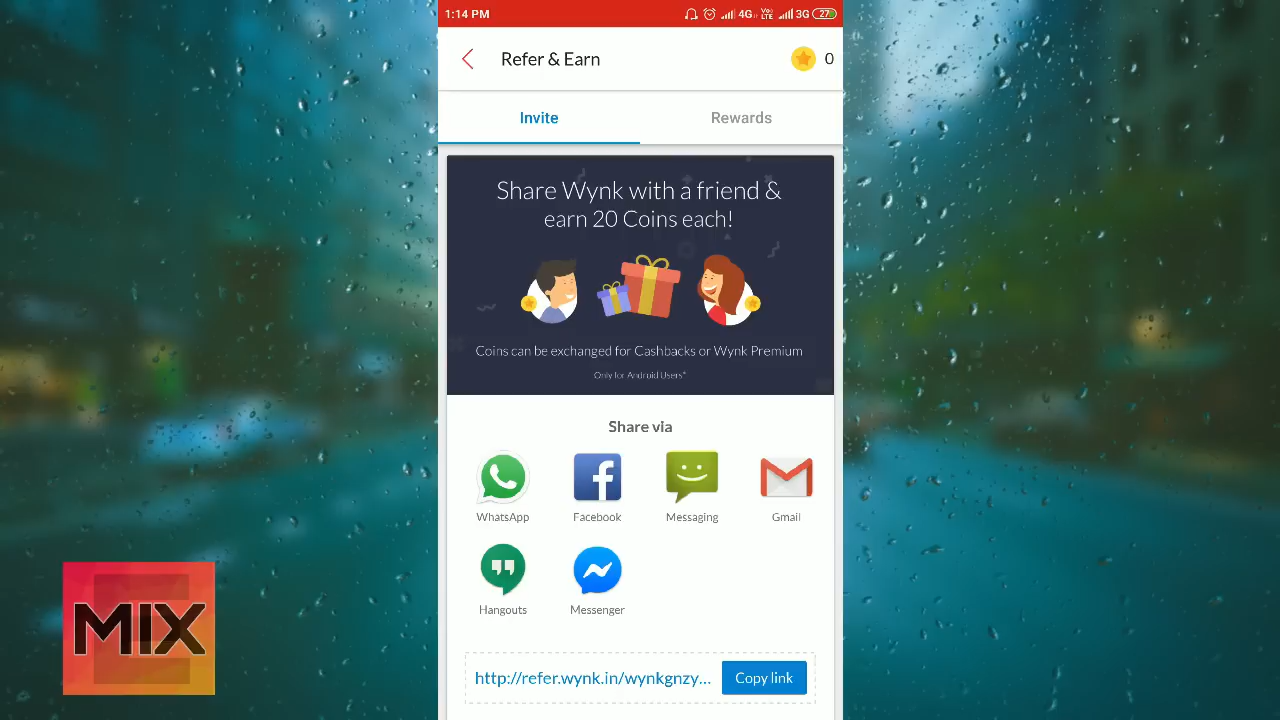 1:14 PM
4G Vo LTE 3G 27
Refer & Earn
0
Invite
Rewards
Share Wynk with a friend &
earn 20 Coins each!
Coins can be exchanged for Cashbacks or Wynk Premium
Only for Android Users*
Share via
WhatsApp
Facebook
Messaging
Gmail
Hangouts
Messenger
http://refer.wynk.in/wynkgnzy...
Copy link
MIX